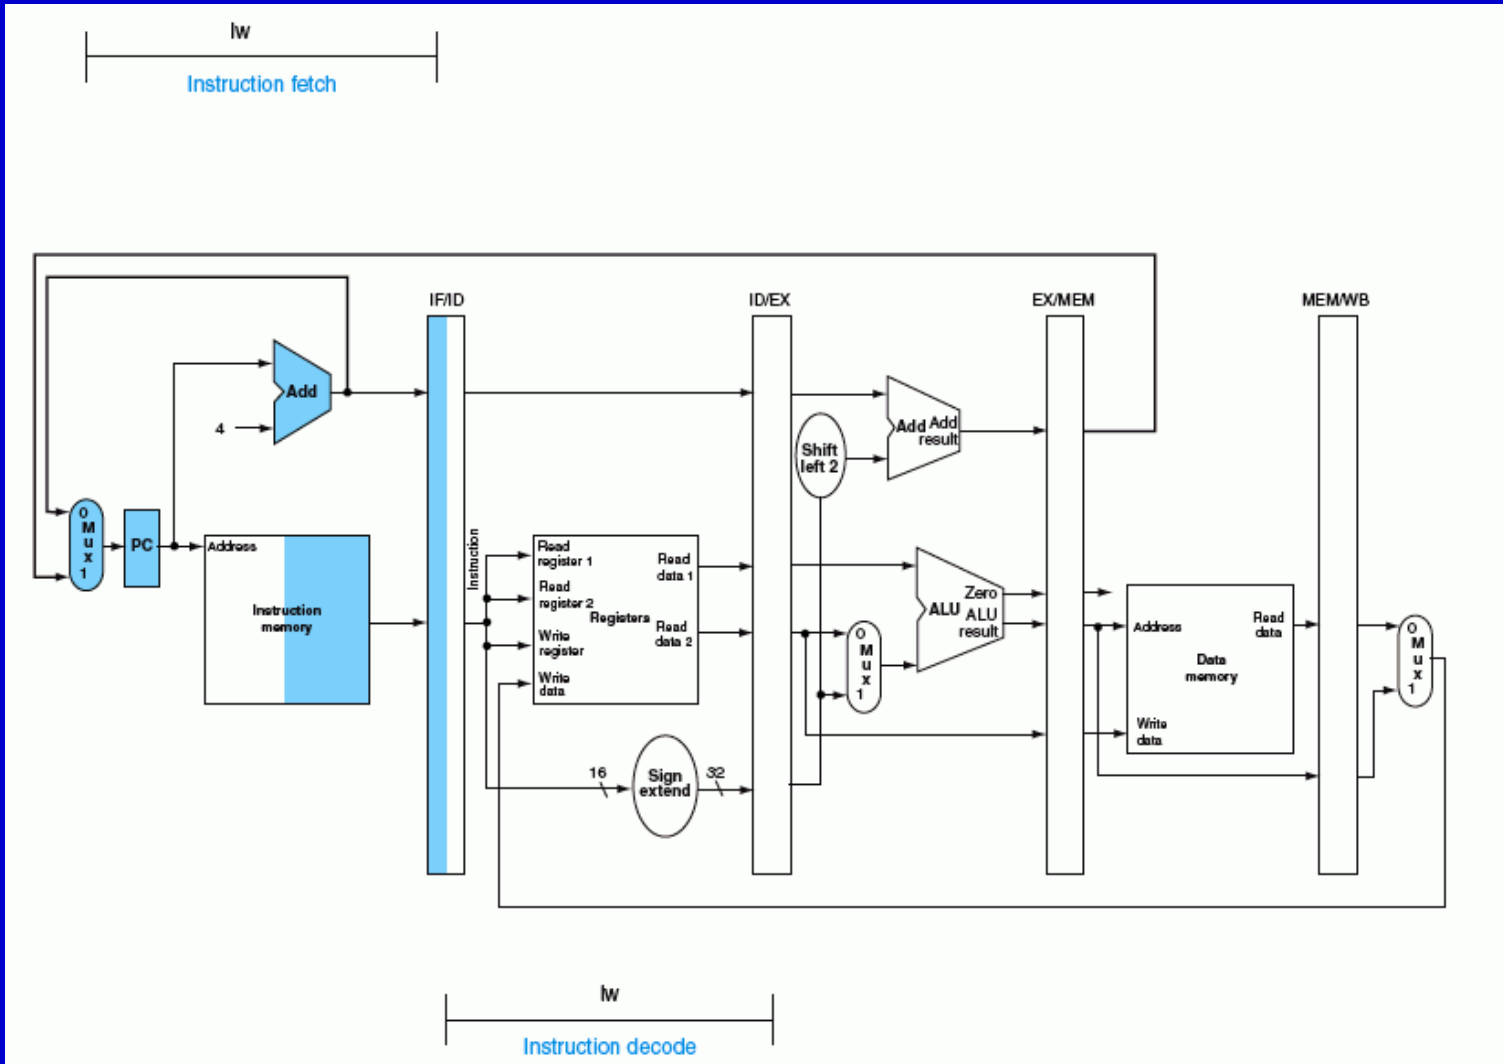 lw
Instruction fetch
IF/ID
ID/EX
EX/MEM
MEM/WB
Add
4
Shift
left 2
Add Add
result
0
M
u
x
1
PC
Address
Instruction
memory
Instruction
Read
register 1
Read
register 2
Write
register
Write
data
Registers
Read
data 1
Read
data 2
16
Sign
extend
32
0
M
u
x
1
Zero
ALU ALU
result
Address
Read
data
Data
memory
Write
data
0
M
u
x
1
lw
Instruction decode